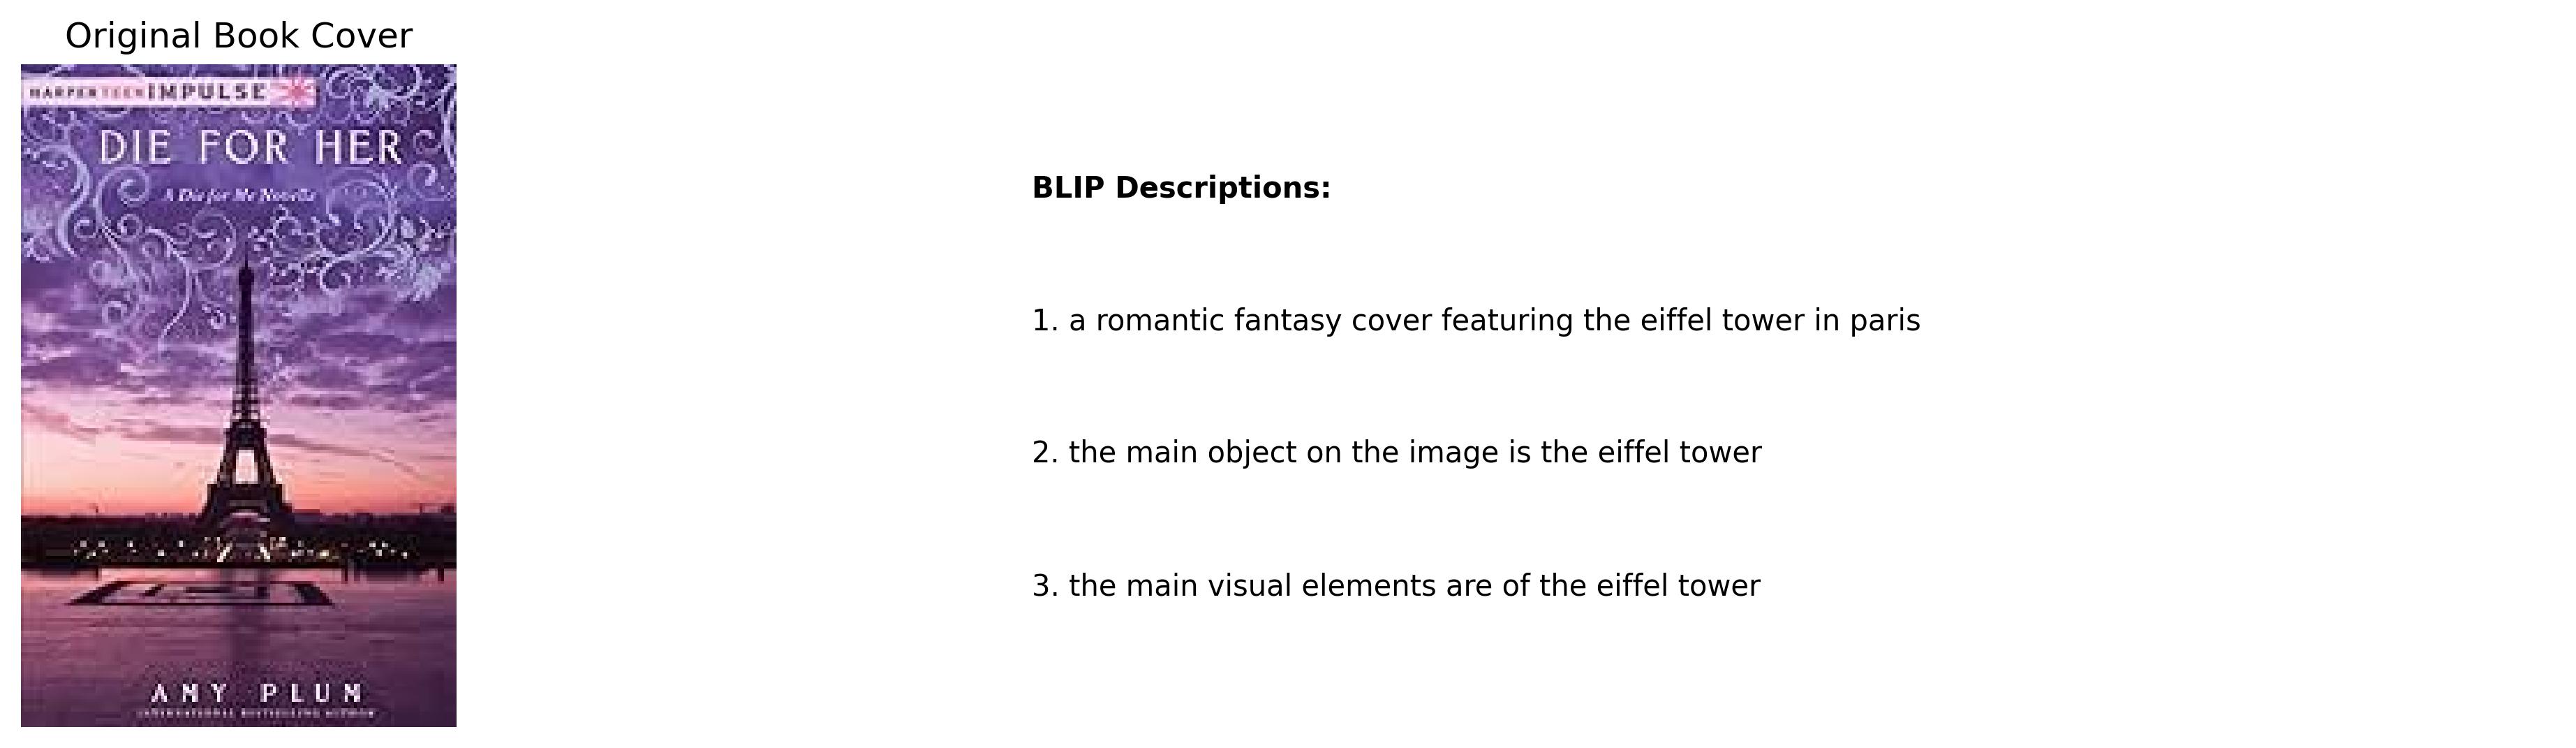 Original Book Cover
HARPER TEEN IMPULSE
DIE FOR HER
A Die for Me Novella
AMY PLUM
INTERNATIONAL BESTSELLING AUTHOR
BLIP Descriptions:
1. a romantic fantasy cover featuring the eiffel tower in paris
2. the main object on the image is the eiffel tower
3. the main visual elements are of the eiffel tower